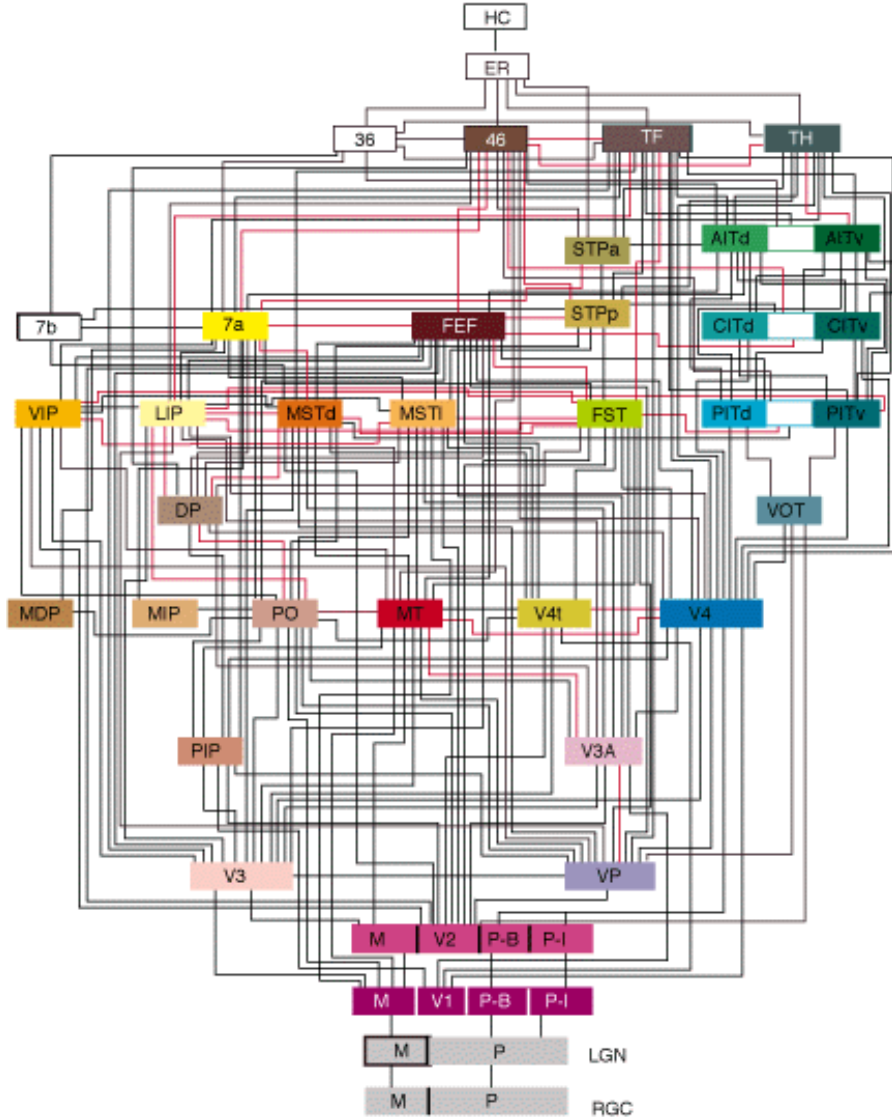 HC
ER
36 46 TF TH
STPa AITd AITv
7b 7a FEF STPp CITd CITv
VIP LIP MSTd MSTl FST PITd PITv
DP VOT
MDP MIP PO MT V4t V4
PIP V3A
V3 VP
M V2 P-B P-I
M V1 P-B P-I
M P LGN
M P RGC